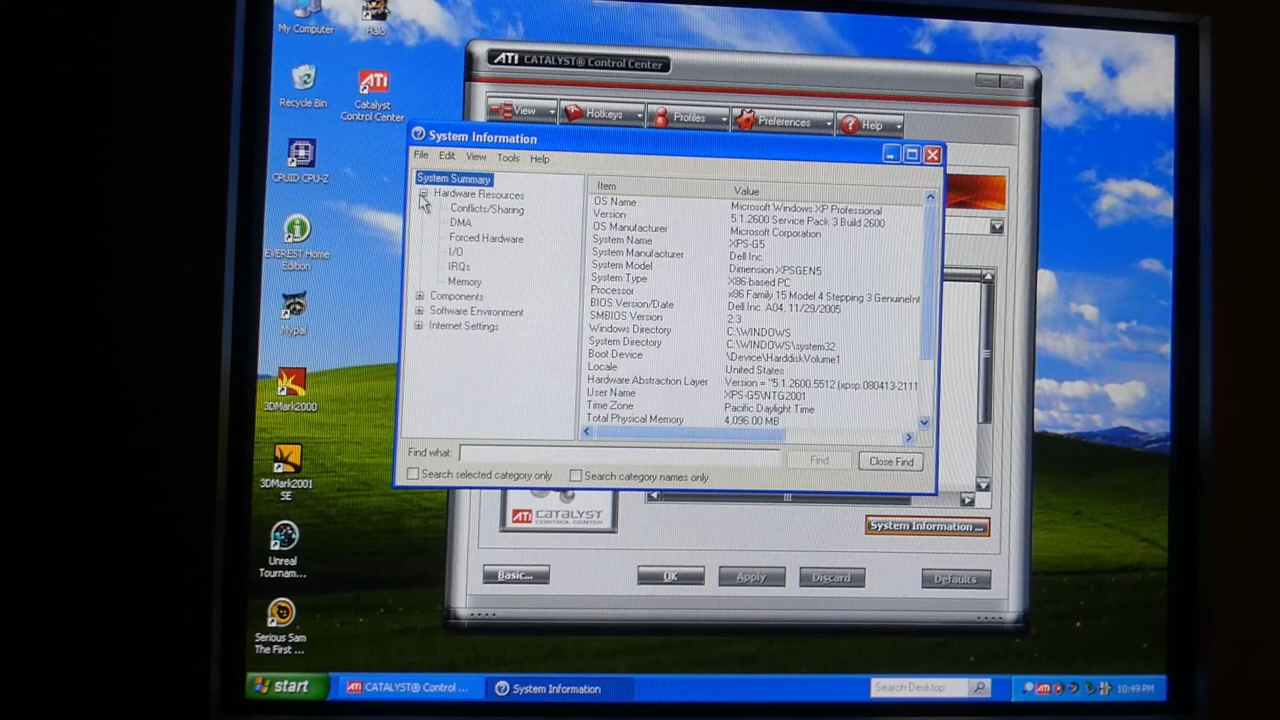 My Computer
Halo
Recycle Bin
Catalyst
Control Center
CPUID CPU-Z
EVEREST Home
Edition
Mypal
3DMark2000
3DMark2001
SE
Unreal
Tournam...
Serious Sam
The First ...
ATI CATALYST® Control Center
View
Hotkeys
Profiles
Preferences
Help
System Information
File Edit View Tools Help
System Summary
Hardware Resources
Conflicts/Sharing
DMA
Forced Hardware
I/O
IRQs
Memory
Components
Software Environment
Internet Settings
Item Value
OS Name Microsoft Windows XP Professional
Version 5.1.2600 Service Pack 3 Build 2600
OS Manufacturer Microsoft Corporation
System Name XPS-G5
System Manufacturer Dell Inc.
System Model Dimension XPSGEN5
System Type X86-based PC
Processor x86 Family 15 Model 4 Stepping 3 GenuineInt
BIOS Version/Date Dell Inc. A04, 11/29/2005
SMBIOS Version 2.3
Windows Directory C:\WINDOWS
System Directory C:\WINDOWS\system32
Boot Device \Device\HarddiskVolume1
Locale United States
Hardware Abstraction Layer Version = "5.1.2600.5512 (xpsp.080413-2111
User Name XPS-G5\NTG2001
Time Zone Pacific Daylight Time
Total Physical Memory 4,096.00 MB
Find what:
Find
Close Find
Search selected category only
Search category names only
ATI CATALYST
CONTROL CENTER
System Information ...
Basic...
OK
Apply
Discard
Defaults
start
CATALYST® Control ...
System Information
Search Desktop
ATI
10:49 PM